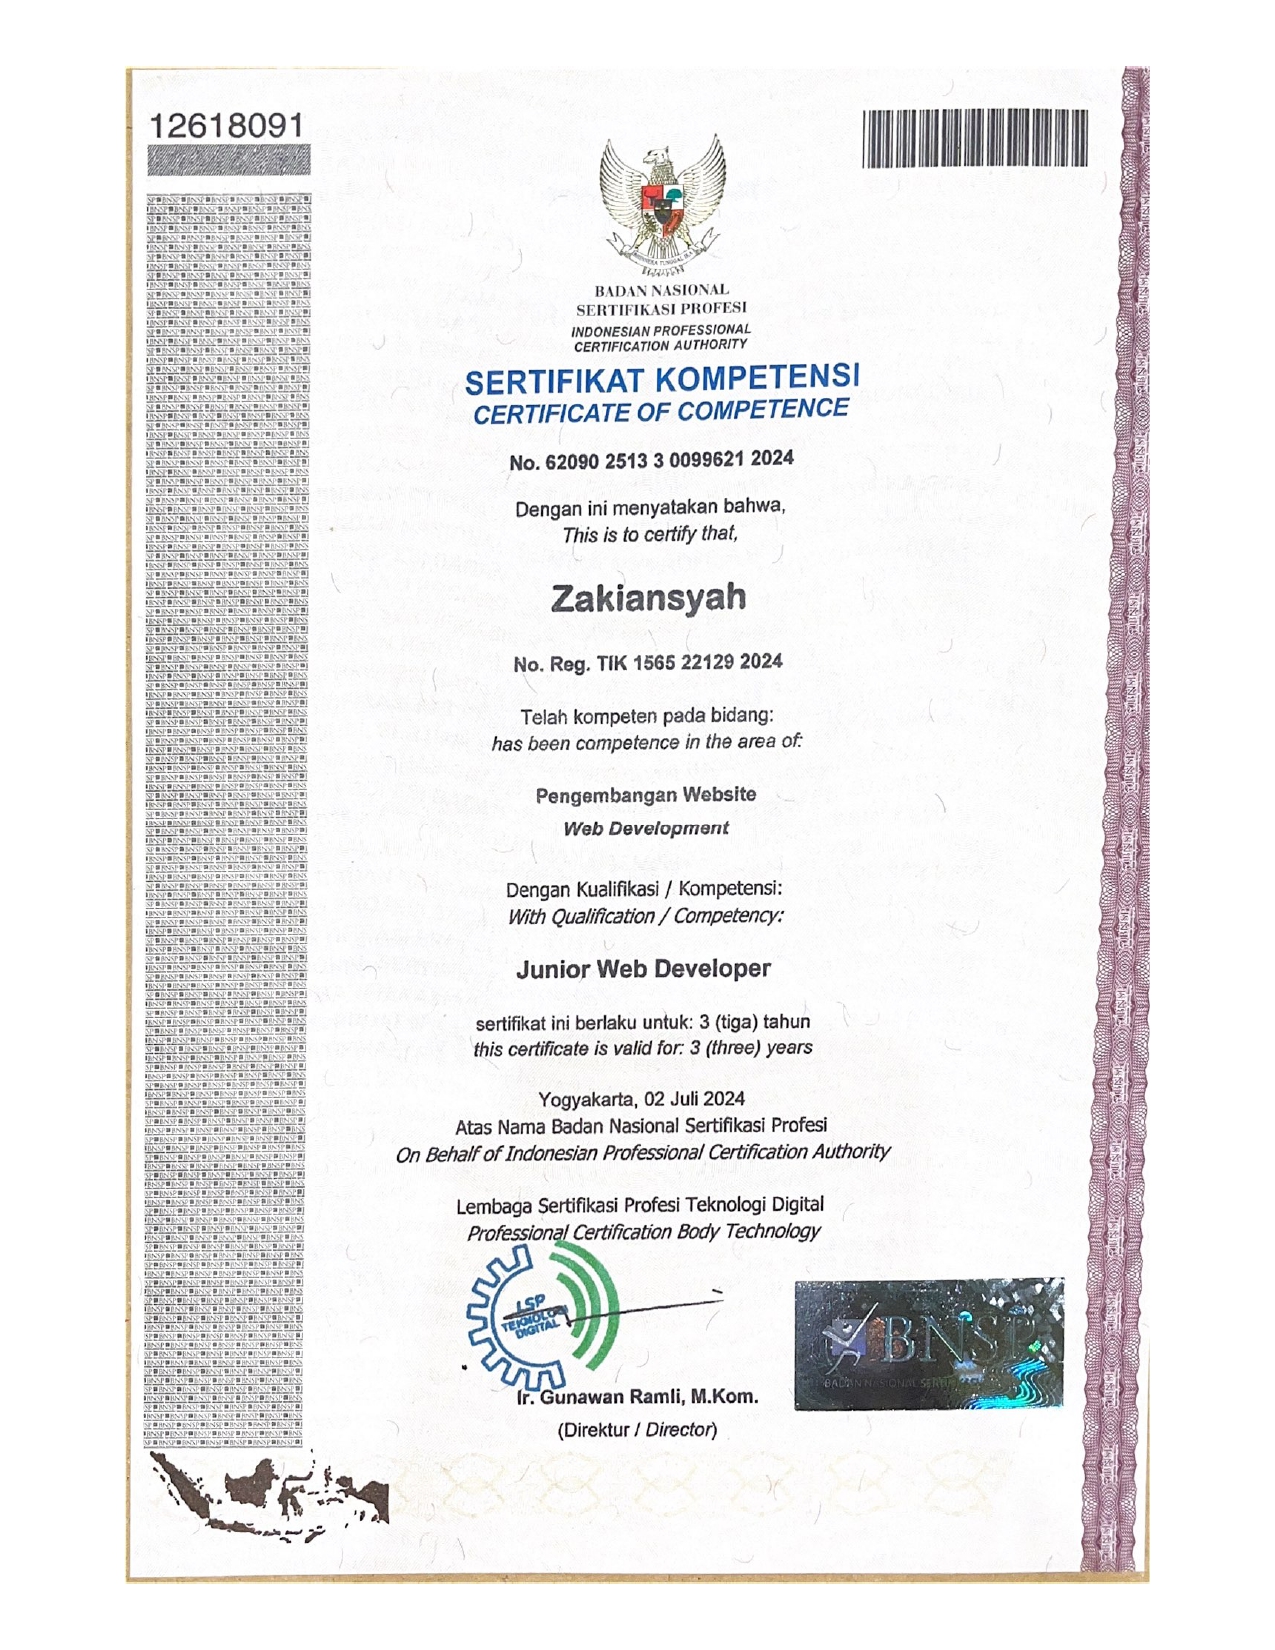 12618091
BADAN NASIONAL
SERTIFIKASI PROFESI
INDONESIAN PROFESSIONAL
CERTIFICATION AUTHORITY
SERTIFIKAT KOMPETENSI
CERTIFICATE OF COMPETENCE
No. 62090 2513 3 0099621 2024
Dengan ini menyatakan bahwa,
This is to certify that,
Zakiansyah
No. Reg. TIK 1565 22129 2024
Telah kompeten pada bidang:
has been competence in the area of:
Pengembangan Website
Web Development
Dengan Kualifikasi / Kompetensi:
With Qualification / Competency:
Junior Web Developer
sertifikat ini berlaku untuk: 3 (tiga) tahun
this certificate is valid for: 3 (three) years
Yogyakarta, 02 Juli 2024
Atas Nama Badan Nasional Sertifikasi Profesi
On Behalf of Indonesian Professional Certification Authority
Lembaga Sertifikasi Profesi Teknologi Digital
Professional Certification Body Technology
LSP
TEKNOLOGI
DIGITAL
BNSP
BADAN NASIONAL
Ir. Gunawan Ramli, M.Kom.
(Direktur / Director)